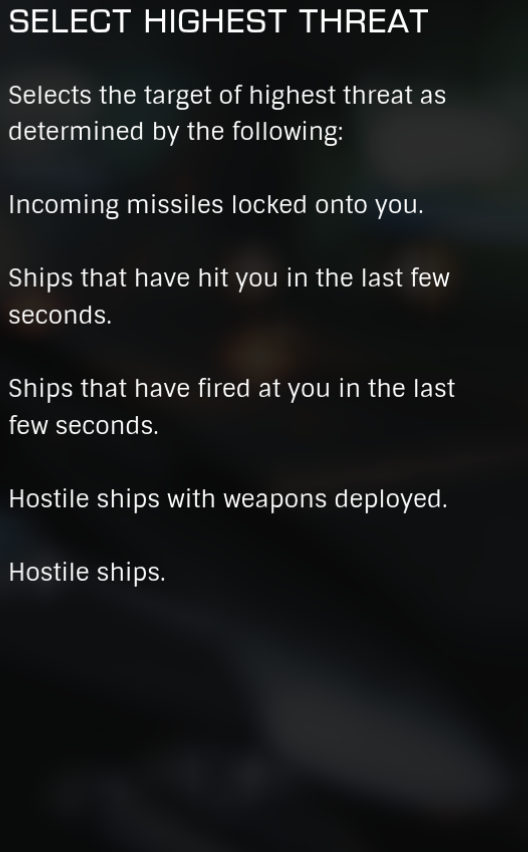 SELECT HIGHEST THREAT
Selects the target of highest threat as
determined by the following:
Incoming missiles locked onto you.
Ships that have hit you in the last few
seconds.
Ships that have fired at you in the last
few seconds.
Hostile ships with weapons deployed.
Hostile ships.